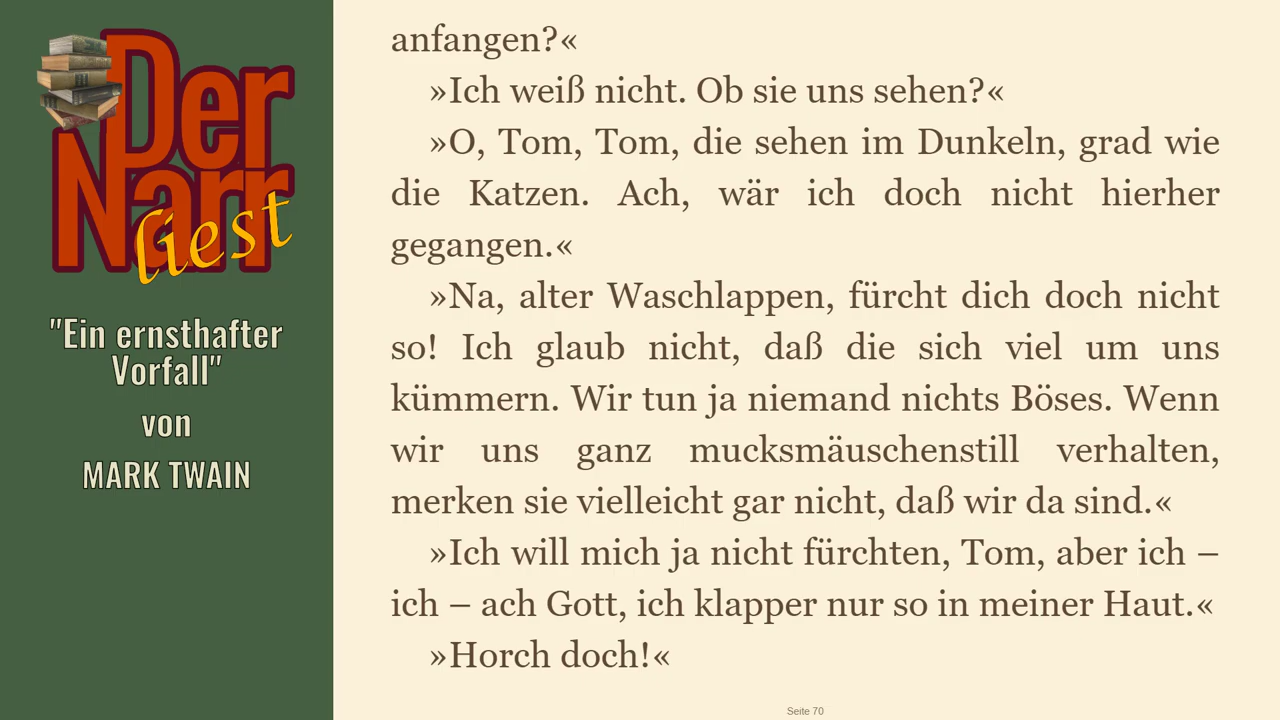 Der
Narr
liest
"Ein ernsthafter
Vorfall"
von
MARK TWAIN
anfangen?«
»Ich weiß nicht. Ob sie uns sehen?«
»O, Tom, Tom, die sehen im Dunkeln, grad wie
die Katzen. Ach, wär ich doch nicht hierher
gegangen.«
»Na, alter Waschlappen, fürcht dich doch nicht
so! Ich glaub nicht, daß die sich viel um uns
kümmern. Wir tun ja niemand nichts Böses. Wenn
wir uns ganz mucksmäuschenstill verhalten,
merken sie vielleicht gar nicht, daß wir da sind.«
»Ich will mich ja nicht fürchten, Tom, aber ich –
ich – ach Gott, ich klapper nur so in meiner Haut.«
»Horch doch!«
Seite 70